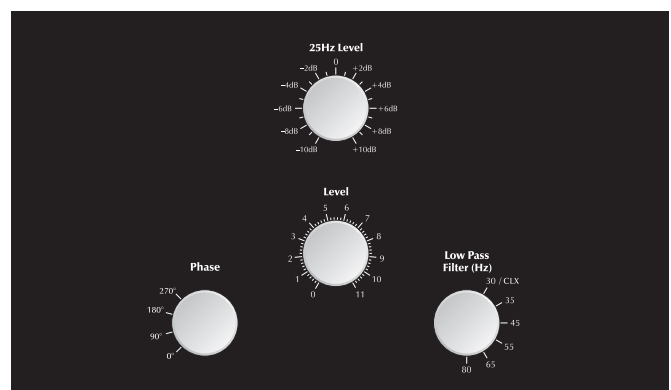 25Hz Level
0
–2dB +2dB
–4dB +4dB
–6dB +6dB
–8dB +8dB
–10dB +10dB
Level
5 6
4 7
3 8
2 9
1 10
0 11
Phase
270°
180°
90°
0°
Low Pass
Filter (Hz)
30 / CLX
35
45
55
65
80